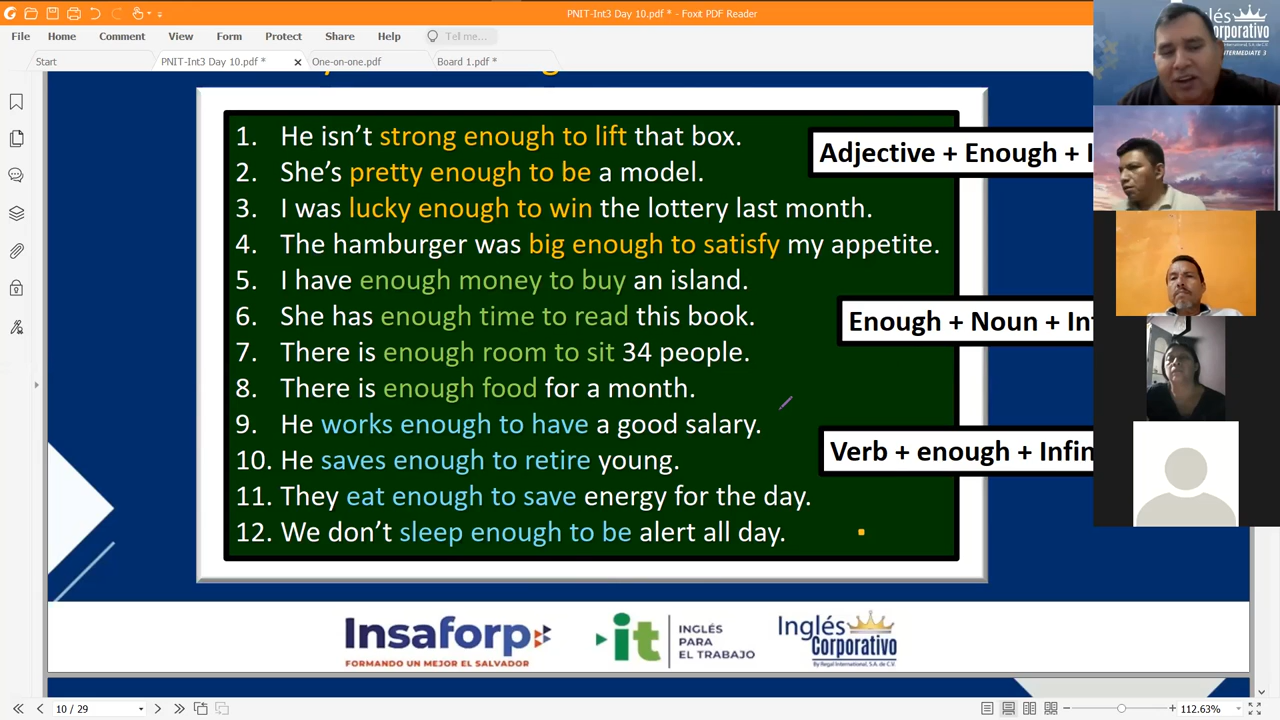 PNIT-Int3 Day 10.pdf * - Foxit PDF Reader
File Home Comment View Form Protect Share Help Tell me...
Start PNIT-Int3 Day 10.pdf * One-on-one.pdf Board 1.pdf *
Inglés
Corporativo
INTERMEDIATE 3
1. He isn’t strong enough to lift that box.
Adjective + Enough + I
2. She’s pretty enough to be a model.
3. I was lucky enough to win the lottery last month.
4. The hamburger was big enough to satisfy my appetite.
5. I have enough money to buy an island.
6. She has enough time to read this book.
Enough + Noun + In
7. There is enough room to sit 34 people.
8. There is enough food for a month.
9. He works enough to have a good salary.
Verb + enough + Infin
10. He saves enough to retire young.
11. They eat enough to save energy for the day.
12. We don’t sleep enough to be alert all day.
Insaforp
FORMANDO UN MEJOR EL SALVADOR
it
INGLÉS
PARA
EL TRABAJO
Inglés
Corporativo
By Regal International, S.A. de C.V.
10 / 29
112.63%